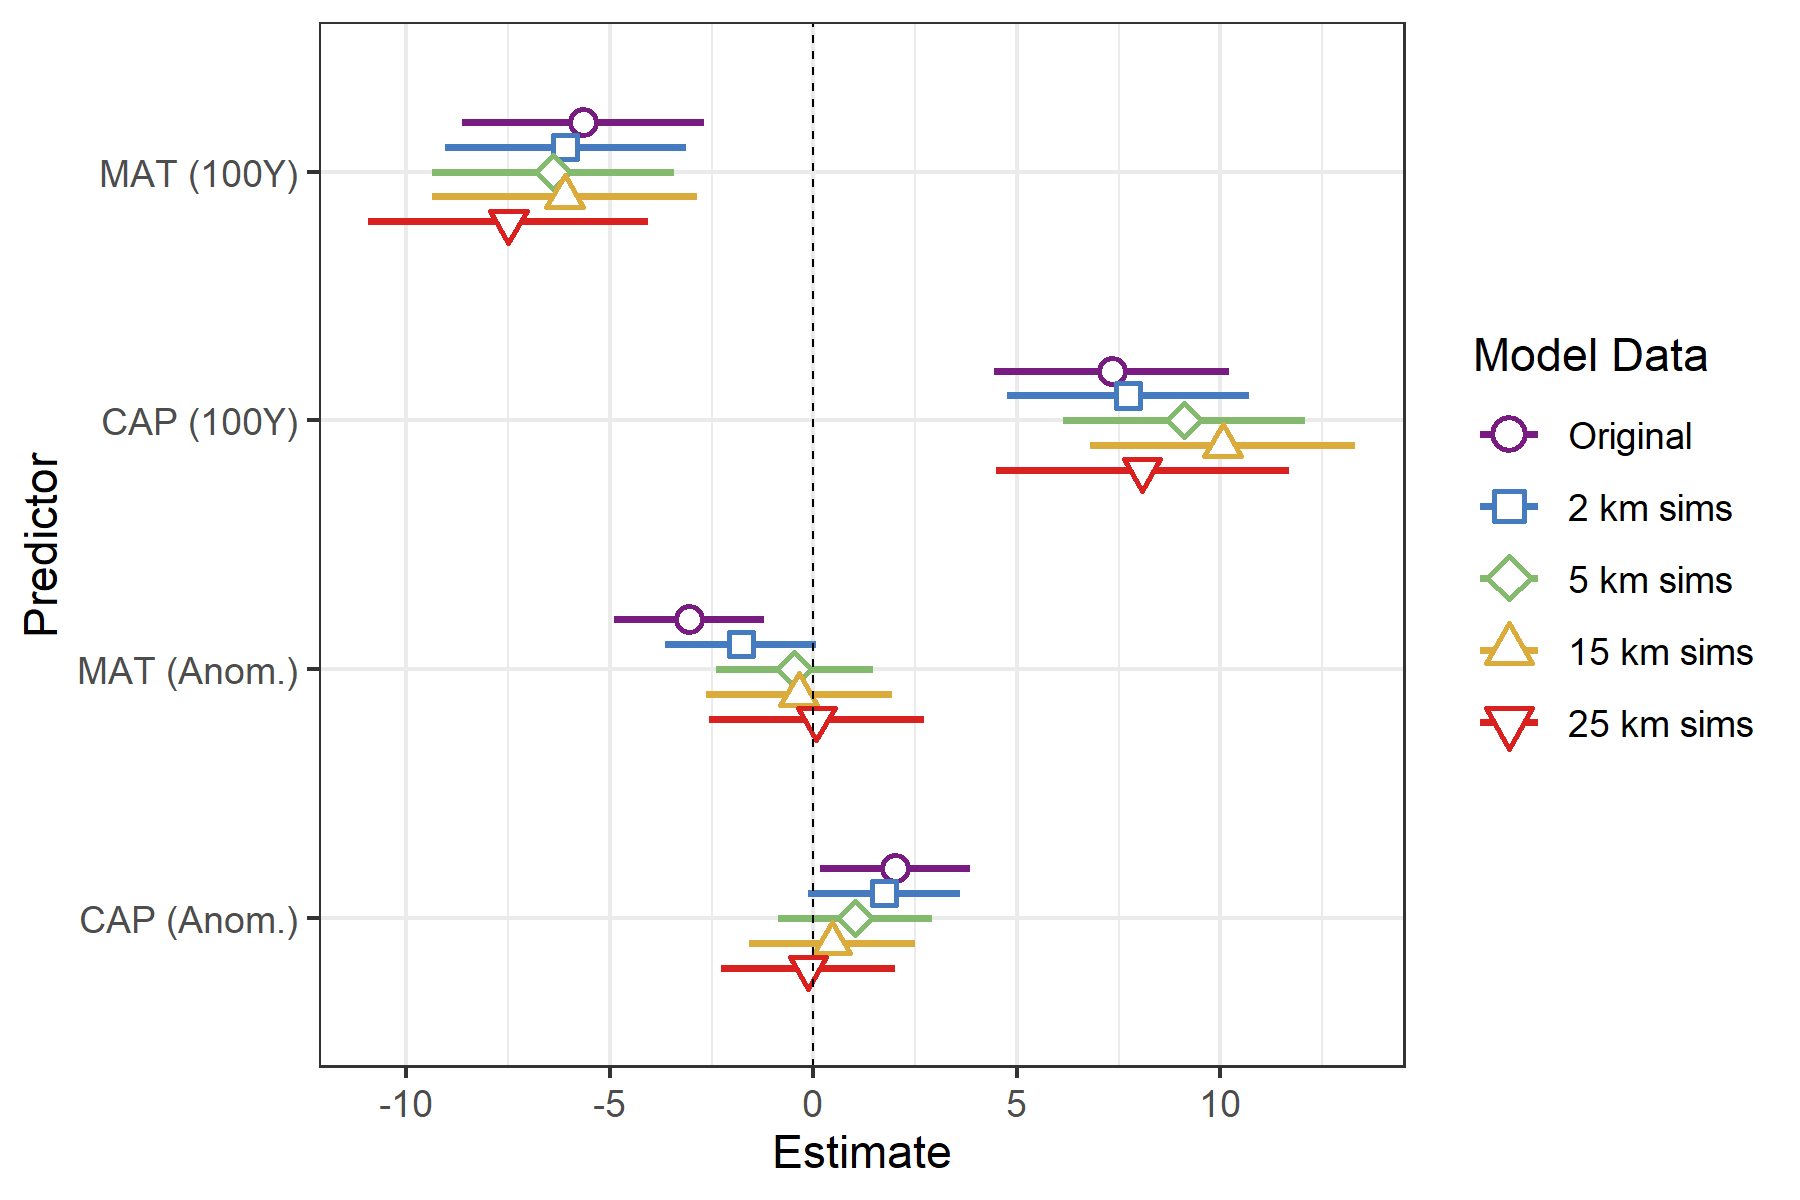 MAT (100Y)
CAP (100Y)
MAT (Anom.)
CAP (Anom.)
Predictor
-10
-5
0
5
10
Estimate
Model Data
Original
2 km sims
5 km sims
15 km sims
25 km sims